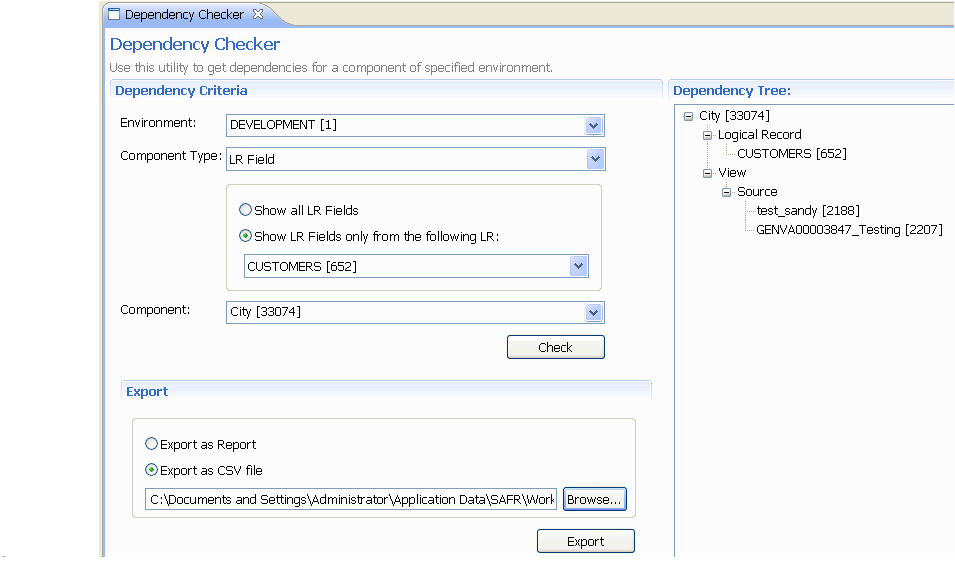 Dependency Checker
Dependency Checker
Use this utility to get dependencies for a component of specified environment.
Dependency Criteria
Environment:
DEVELOPMENT [1]
Component Type:
LR Field
Show all LR Fields
Show LR Fields only from the following LR:
CUSTOMERS [652]
Component:
City [33074]
Check
Export
Export as Report
Export as CSV file
C:\Documents and Settings\Administrator\Application Data\SAFR\Work
Browse...
Export
Dependency Tree:
City [33074]
Logical Record
CUSTOMERS [652]
View
Source
test_sandy [2188]
GENVA00003847_Testing [2207]